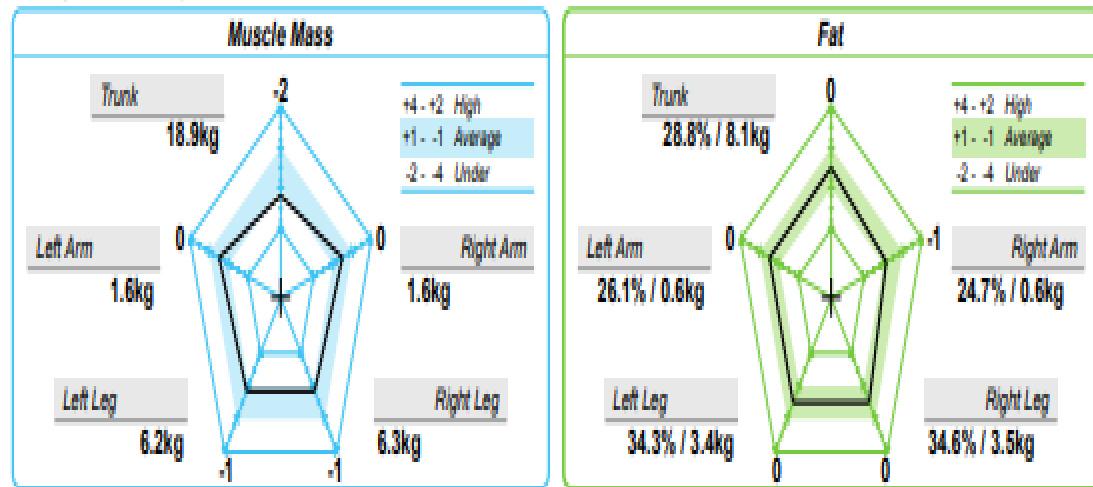 Muscle Mass
Trunk
18.9kg
-2
+4 - +2 High
+1 - -1 Average
-2 - -4 Under
Left Arm
1.6kg
0
0
Right Arm
1.6kg
Left Leg
6.2kg
-1
-1
Right Leg
6.3kg
Fat
Trunk
28.8% / 8.1kg
0
+4 - +2 High
+1 - -1 Average
-2 - -4 Under
Left Arm
26.1% / 0.6kg
0
-1
Right Arm
24.7% / 0.6kg
Left Leg
34.3% / 3.4kg
0
0
Right Leg
34.6% / 3.5kg